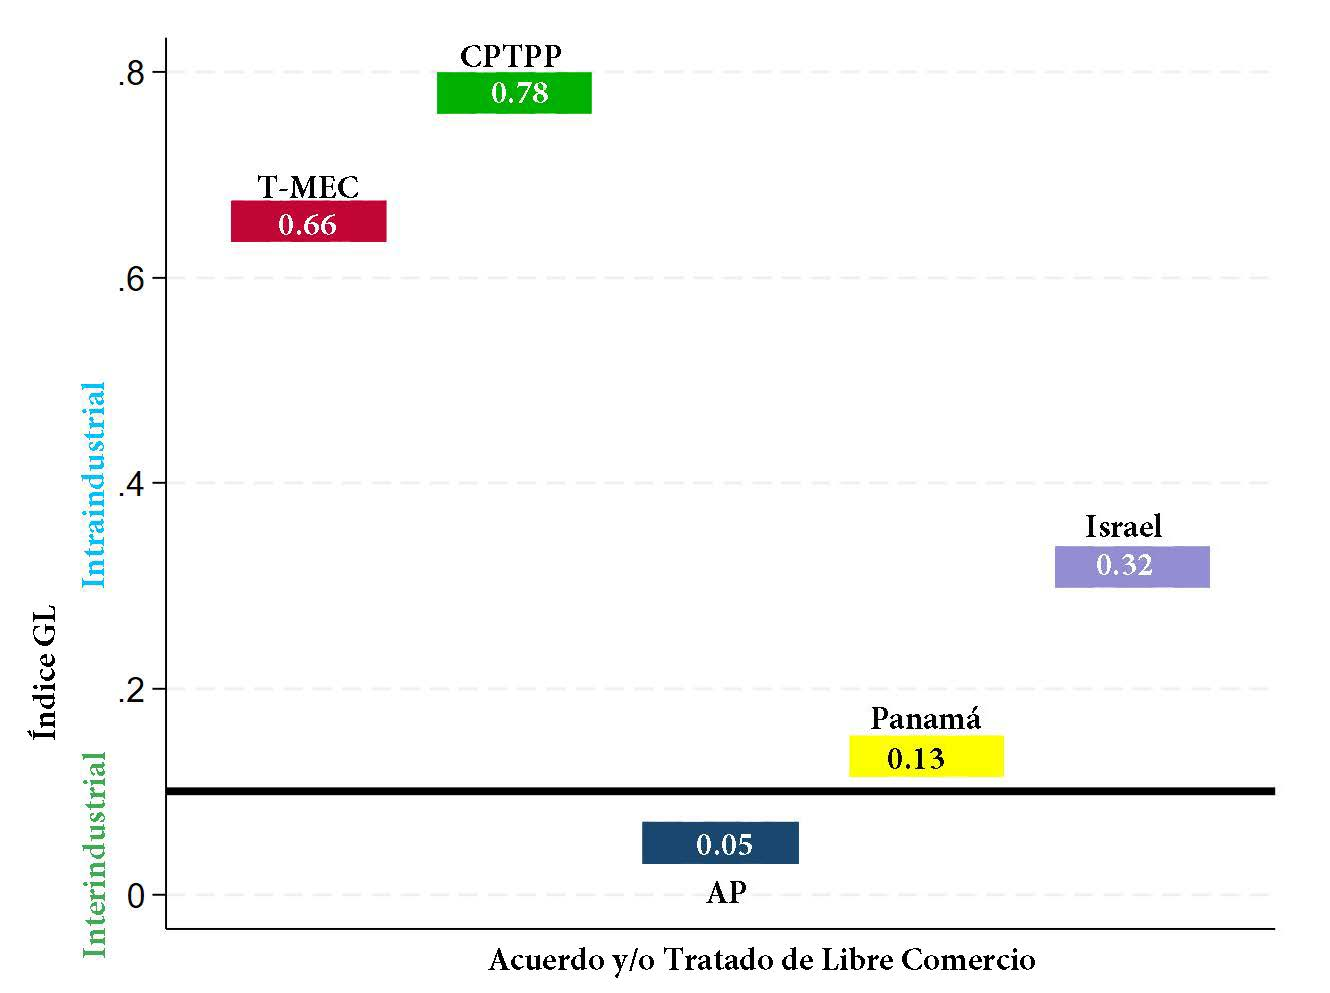 CPTPP
.8
0.78
T-MEC
0.66
.6
Intraindustrial
.4
Israel
0.32
Índice GL
.2
Panamá
0.13
Interindustrial
0.05
0
AP
Acuerdo y/o Tratado de Libre Comercio